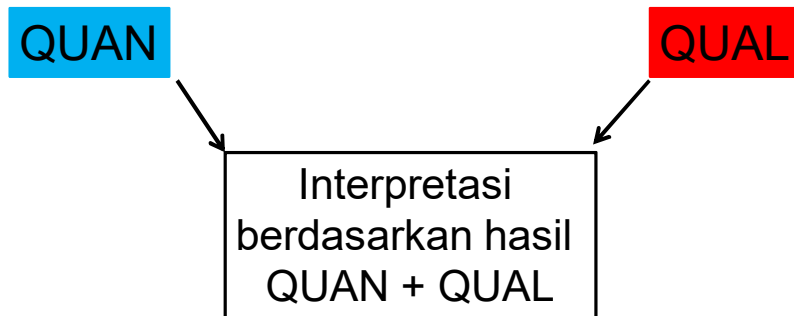 QUAN
QUAL
Interpretasi
berdasarkan hasil
QUAN + QUAL